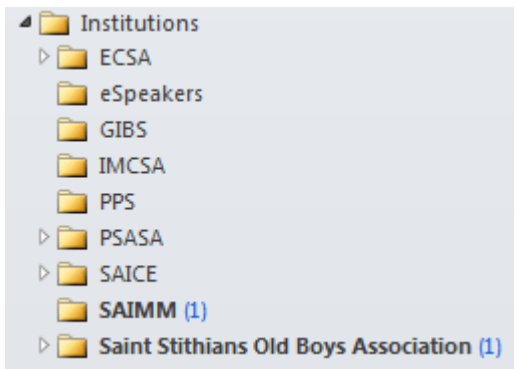 Institutions
ECSA
eSpeakers
GIBS
IMCSA
PPS
PSASA
SAICE
SAIMM (1)
Saint Stithians Old Boys Association (1)